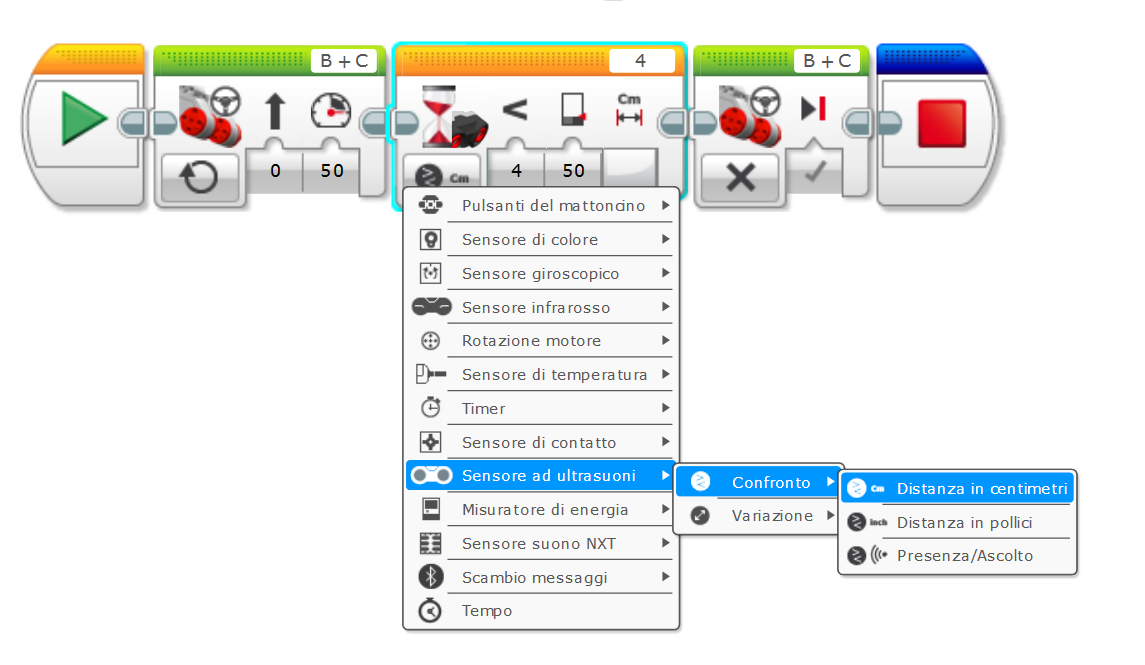 B + C
4
B + C
Cm
0
50
Cm
4
50
Pulsanti del mattoncino
Sensore di colore
Sensore giroscopico
Sensore infrarosso
Rotazione motore
Sensore di temperatura
Timer
Sensore di contatto
Sensore ad ultrasuoni
Confronto
Cm Distanza in centimetri
Misuratore di energia
Variazione
inch Distanza in pollici
Sensore suono NXT
Presenza/Ascolto
Scambio messaggi
Tempo